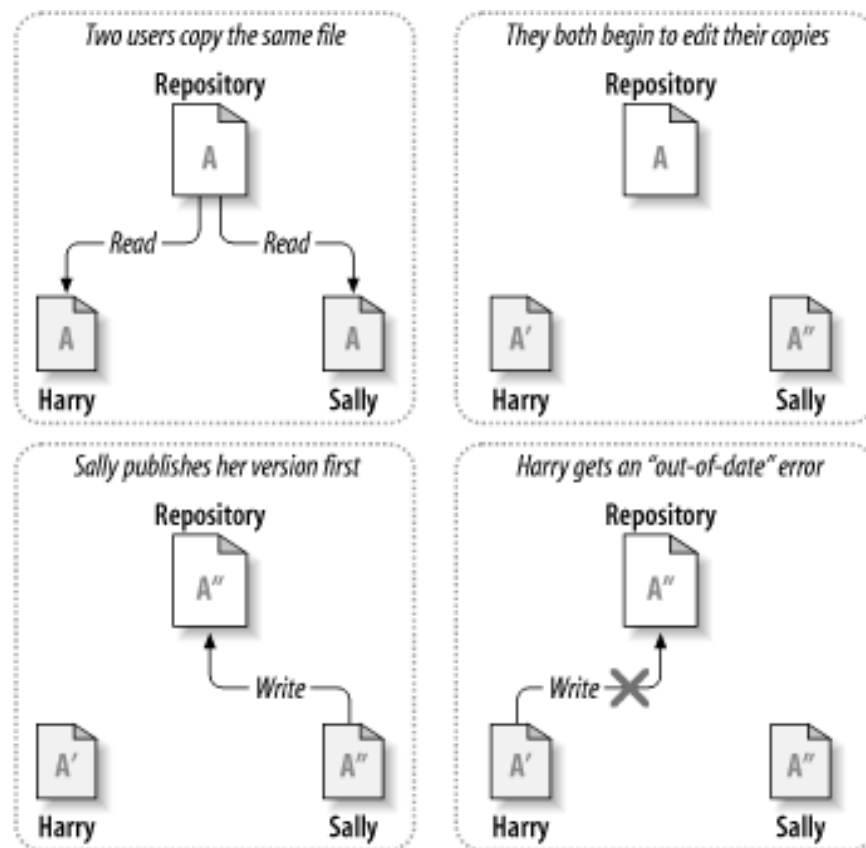 Two users copy the same file
Repository
A
Read
Read
A
A
Harry
Sally
They both begin to edit their copies
Repository
A
A'
A"
Harry
Sally
Sally publishes her version first
Repository
A"
Write
A'
A"
Harry
Sally
Harry gets an “out-of-date” error
Repository
A"
Write
A'
A"
Harry
Sally